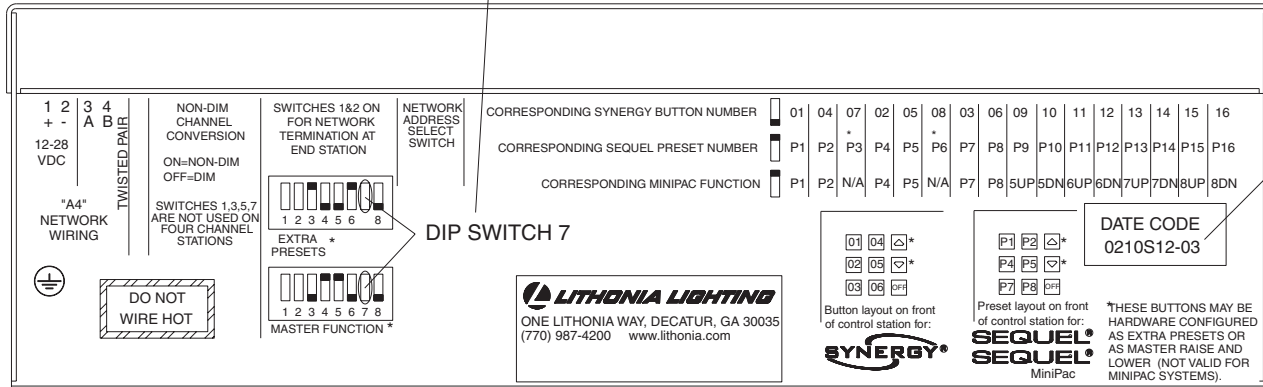 1 2 3 4
+ - A B
12-28
VDC
TWISTED PAIR
"A4"
NETWORK
WIRING
DO NOT
WIRE HOT
NON-DIM
CHANNEL
CONVERSION
ON=NON-DIM
OFF=DIM
SWITCHES 1,3,5,7
ARE NOT USED ON
FOUR CHANNEL
STATIONS
SWITCHES 1&2 ON
FOR NETWORK
TERMINATION AT
END STATION
1 2 3 4 5 6 8
EXTRA *
PRESETS
1 2 3 4 5 6 7 8
MASTER FUNCTION *
NETWORK
ADDRESS
SELECT
SWITCH
DIP SWITCH 7
CORRESPONDING SYNERGY BUTTON NUMBER 01 04 07 02 05 08 03 06 09 10 11 12 13 14 15 16
* *
CORRESPONDING SEQUEL PRESET NUMBER P1 P2 P3 P4 P5 P6 P7 P8 P9 P10 P11 P12 P13 P14 P15 P16
CORRESPONDING MINIPAC FUNCTION P1 P2 N/A P4 P5 N/A P7 P8 5UP 5DN 6UP 6DN 7UP 7DN 8UP 8DN
LITHONIA LIGHTING
ONE LITHONIA WAY, DECATUR, GA 30035
(770) 987-4200 www.lithonia.com
01 04 *
02 05 *
03 06 OFF
Button layout on front
of control station for:
SYNERGY®
P1 P2 *
P4 P5 *
P7 P8 OFF
Preset layout on front
of control station for:
SEQUEL®
SEQUEL®
MiniPac
DATE CODE
0210S12-03
*THESE BUTTONS MAY BE
HARDWARE CONFIGURED
AS EXTRA PRESETS OR
AS MASTER RAISE AND
LOWER (NOT VALID FOR
MINIPAC SYSTEMS).